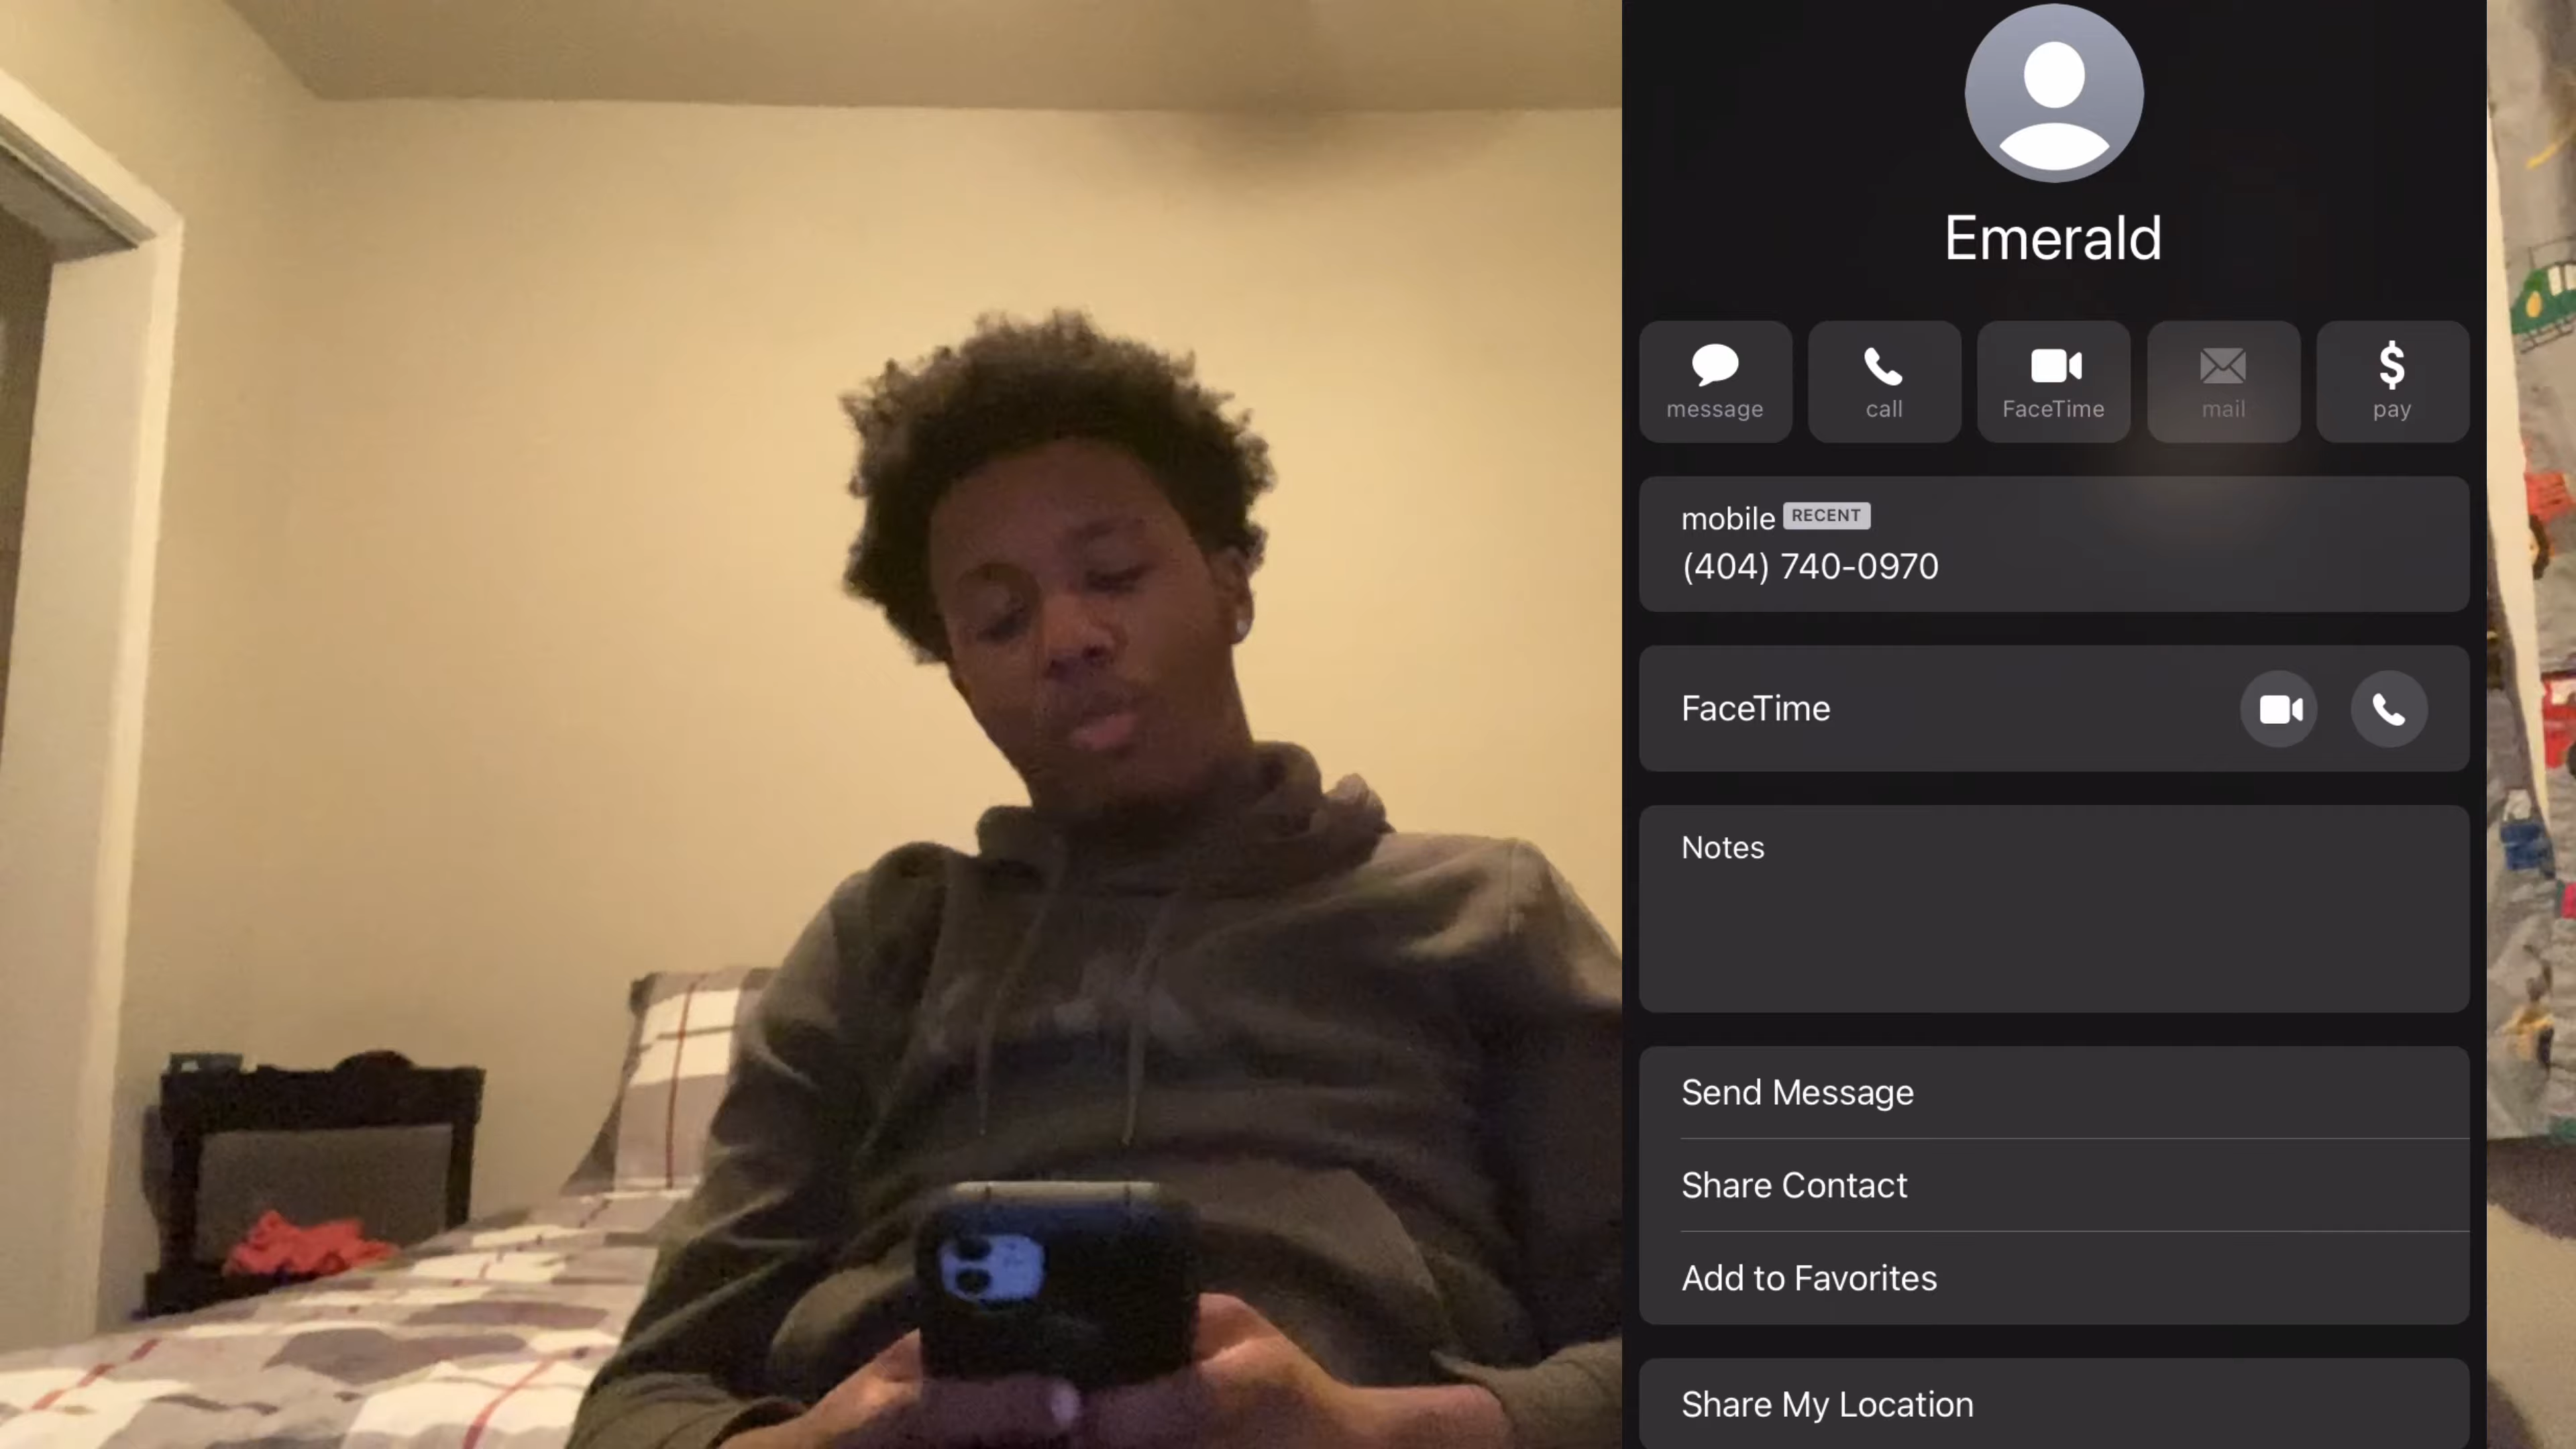 Emerald
message
call
FaceTime
mail
pay
mobile RECENT
(404) 740-0970
FaceTime
Notes
Send Message
Share Contact
Add to Favorites
Share My Location